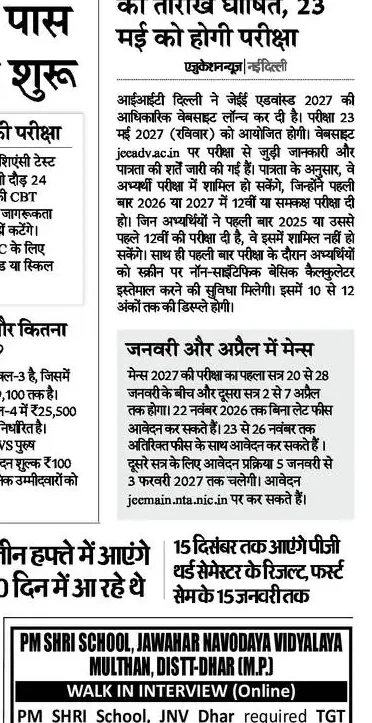 पास
शुरू
की तारीख घोषित, 23
मई को होगी परीक्षा
एजुकेशन न्यूज | नई दिल्ली
आईआईटी दिल्ली ने जेईई एडवांस्ड 2027 की
आधिकारिक वेबसाइट लॉन्च कर दी है। परीक्षा 23
मई 2027 (रविवार) को आयोजित होगी। वेबसाइट
jeeadv.ac.in पर परीक्षा से जुड़ी जानकारी और
पात्रता की शर्तें जारी की गई हैं। पात्रता के अनुसार, वे
अभ्यर्थी परीक्षा में शामिल हो सकेंगे, जिन्होंने पहली
बार 2026 या 2027 में 12वीं या समकक्ष परीक्षा दी
हो। जिन अभ्यर्थियों ने पहली बार 2025 या उससे
पहले 12वीं की परीक्षा दी है, वे इसमें शामिल नहीं हो
सकेंगे। साथ ही पहली बार परीक्षा के दौरान अभ्यर्थियों
को स्क्रीन पर नॉन-साइंटिफिक बेसिक कैलकुलेटर
इस्तेमाल करने की सुविधा मिलेगी। इसमें 10 से 12
अंकों तक की डिस्प्ले होगी।
जनवरी और अप्रैल में मेन्स
मेन्स 2027 की परीक्षा का पहला सत्र 20 से 28
जनवरी के बीच और दूसरा सत्र 2 से 7 अप्रैल
तक होगा। 22 नवंबर 2026 तक बिना लेट फीस
आवेदन कर सकते हैं। 23 से 26 नवंबर तक
अतिरिक्त फीस के साथ आवेदन कर सकते हैं।
दूसरे सत्र के लिए आवेदन प्रक्रिया 5 जनवरी से
3 फरवरी 2027 तक चलेगी। आवेदन
jeemain.nta.nic.in पर कर सकते हैं।
की परीक्षा
टेस्ट
दौड़ 24
की CBT
जागरूकता
कटेंगे।
C के लिए
ड या स्किल
और कितना
?
ल-3 है, जिसमें
,100 तक है।
-4 में ₹25,500
निर्धारित है।
VS पुरुष
दन शुल्क ₹100
उम्मीदवारों को
तीन हफ्ते में आएंगे
0 दिन में आ रहे थे
15 दिसंबर तक आएंगे पीजी
थर्ड सेमेस्टर के रिजल्ट, फर्स्ट
सेम के 15 जनवरी तक
PM SHRI SCHOOL, JAWAHAR NAVODAYA VIDYALAYA
MULTHAN, DISTT-DHAR (M.P.)
WALK IN INTERVIEW (Online)
PM SHRI School, JNV Dhar required TGT